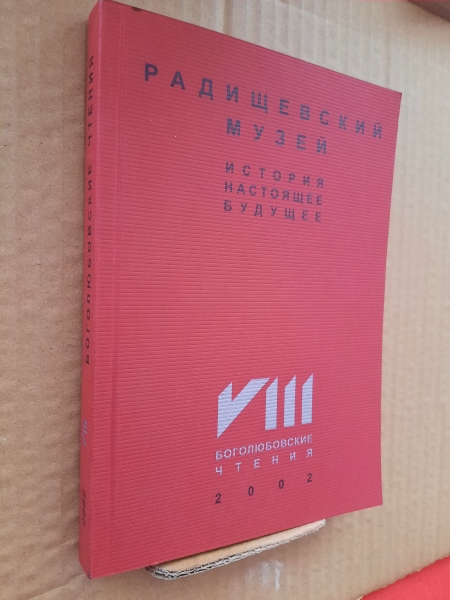 РАДИЩЕВСКИЙ
МУЗЕЙ
ИСТОРИЯ
НАСТОЯЩЕЕ
БУДУЩЕЕ
VIII
БОГОЛЮБОВСКИЕ
ЧТЕНИЯ
2002
БОГОЛЮБОВСКИЕ ЧТЕНИЯ